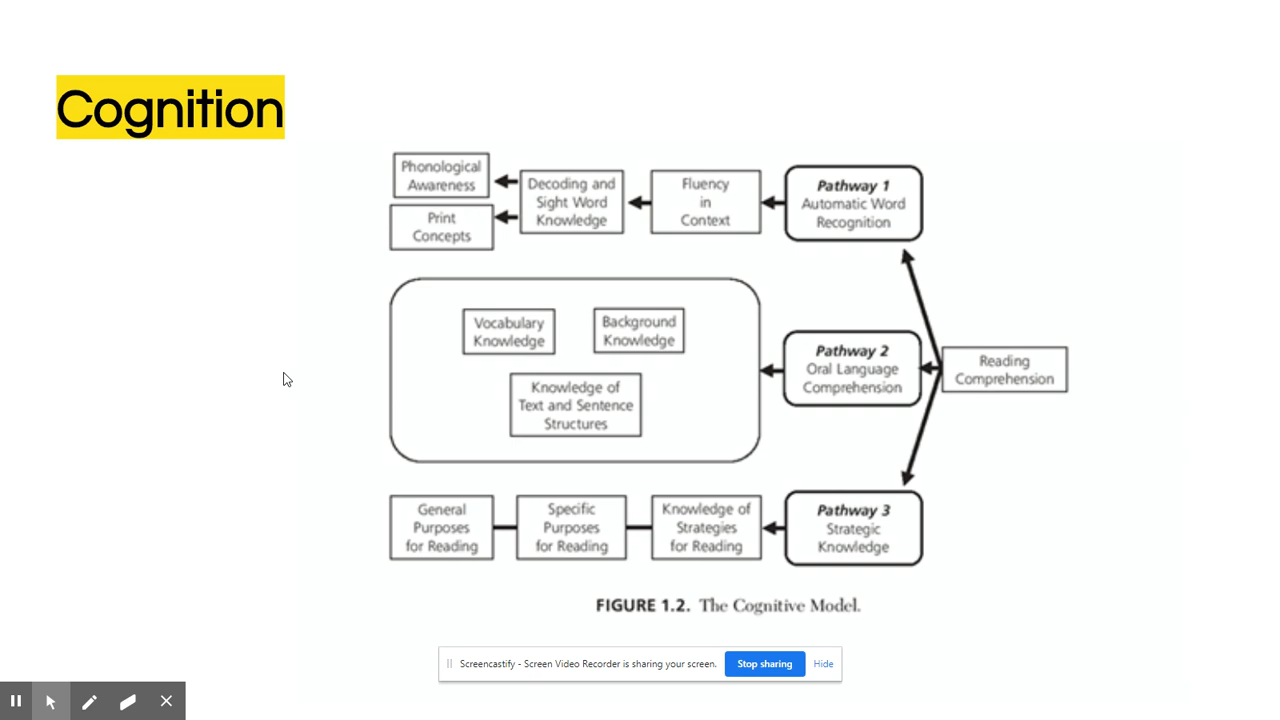 Cognition
Phonological
Awareness
Print
Concepts
Decoding and
Sight Word
Knowledge
Fluency
in
Context
Pathway 1
Automatic Word
Recognition
Vocabulary
Knowledge
Background
Knowledge
Knowledge of
Text and Sentence
Structures
Pathway 2
Oral Language
Comprehension
Reading
Comprehension
General
Purposes
for Reading
Specific
Purposes
for Reading
Knowledge of
Strategies
for Reading
Pathway 3
Strategic
Knowledge
FIGURE 1.2. The Cognitive Model.
Screencastify - Screen Video Recorder is sharing your screen. Stop sharing Hide